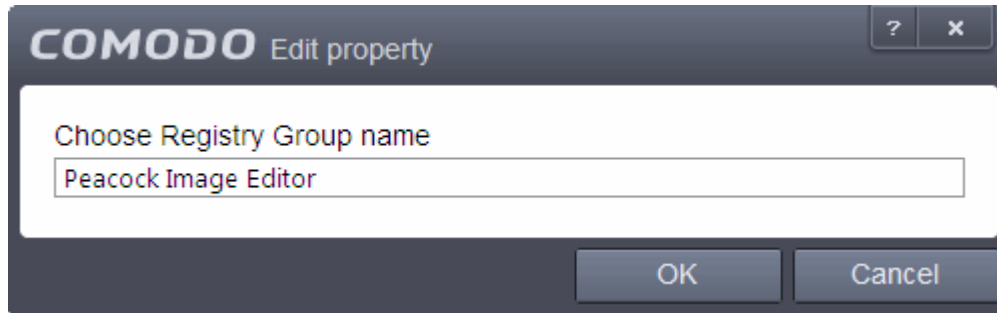 COMODO Edit property ? x
Choose Registry Group name
Peacock Image Editor
OK Cancel